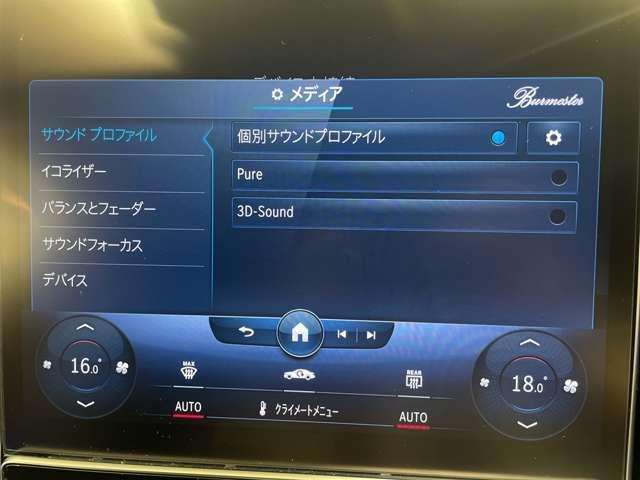 メディア
Burmester
サウンド プロファイル
個別サウンドプロファイル
イコライザー
Pure
バランスとフェーダー
3D-Sound
サウンドフォーカス
デバイス
16.0°
MAX
REAR
18.0°
AUTO
クライメートメニュー
AUTO